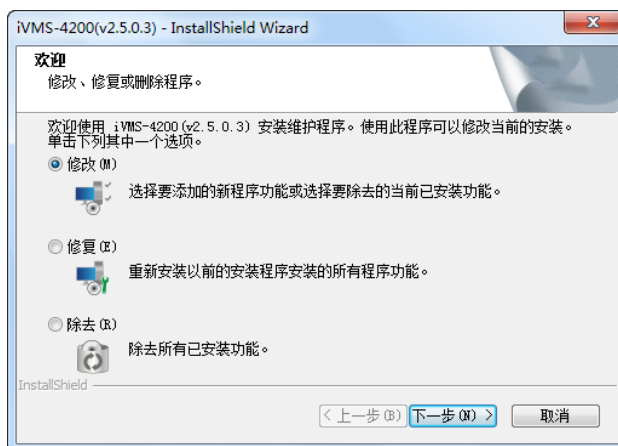 iVMS-4200(v2.5.0.3) - InstallShield Wizard
欢迎
修改、修复或删除程序。
欢迎使用 iVMS-4200(v2.5.0.3) 安装维护程序。使用此程序可以修改当前的安装。
单击下列其中一个选项。
修改(M)
选择要添加的新程序功能或选择要除去的当前已安装功能。
修复(E)
重新安装以前的安装程序安装的所有程序功能。
除去(R)
除去所有已安装功能。
InstallShield
< 上一步(B) 下一步(N) > 取消